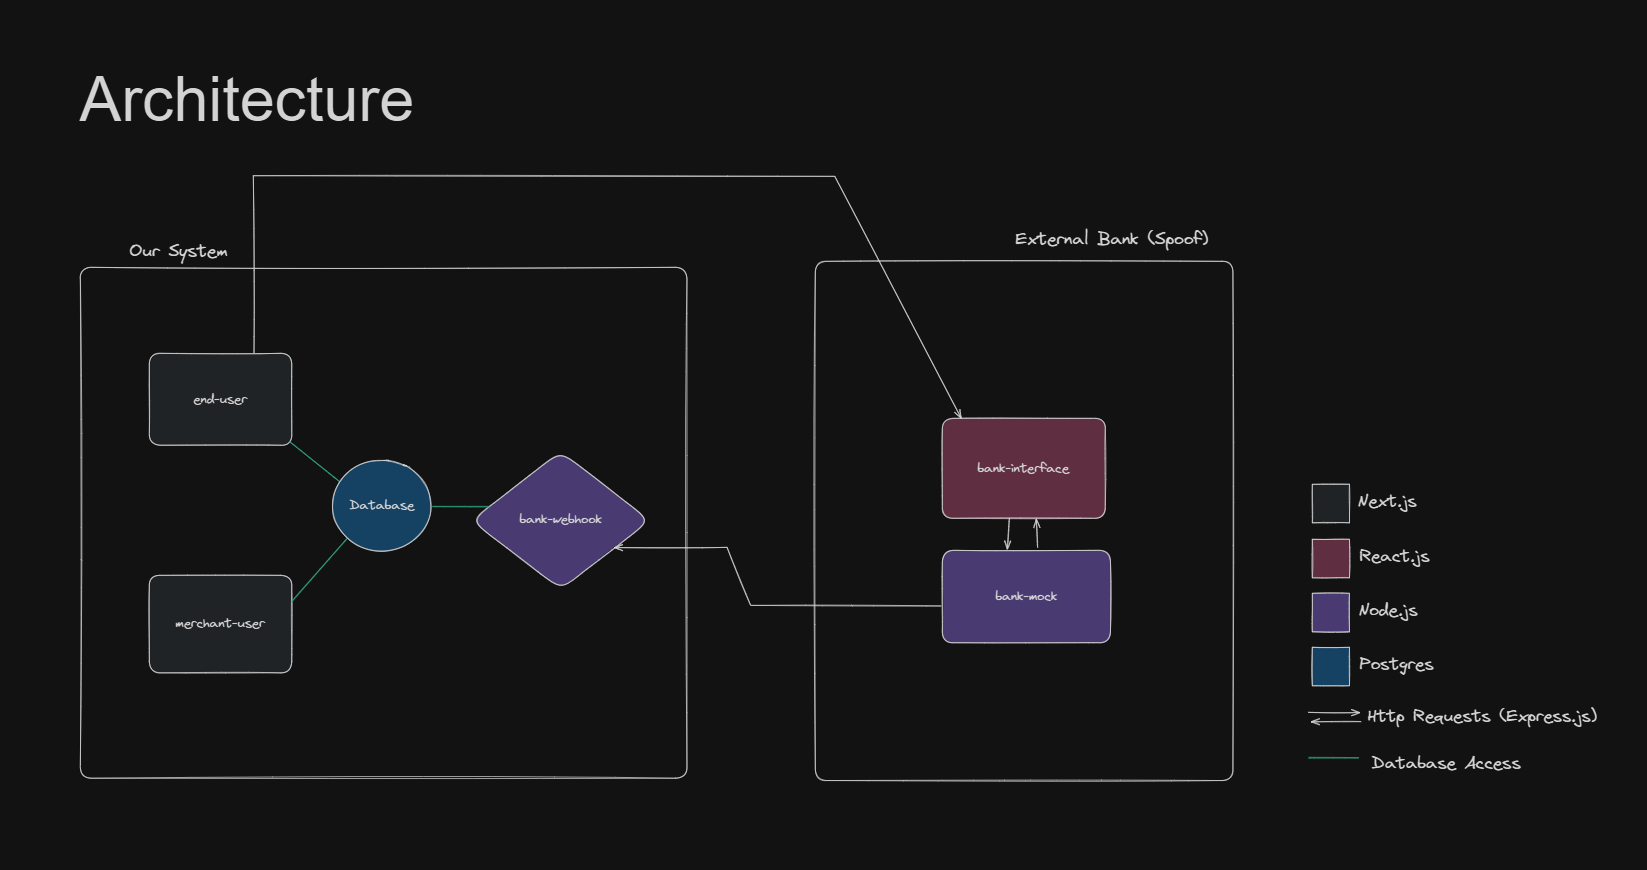 Architecture
Our System
External Bank (Spoof)
end-user
Database
bank-webhook
merchant-user
bank-interface
bank-mock
Next.js
React.js
Node.js
Postgres
Http Requests (Express.js)
Database Access